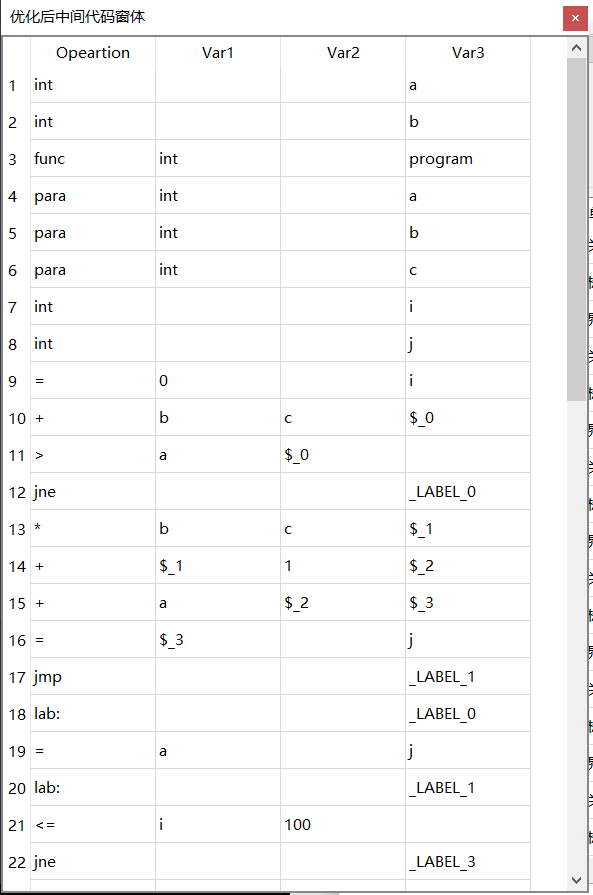 优化后中间代码窗体
Opeartion Var1 Var2 Var3
1 int a
2 int b
3 func int program
4 para int a
5 para int b
6 para int c
7 int i
8 int j
9 = 0 i
10 + b c $_0
11 > a $_0
12 jne _LABEL_0
13 * b c $_1
14 + $_1 1 $_2
15 + a $_2 $_3
16 = $_3 j
17 jmp _LABEL_1
18 lab: _LABEL_0
19 = a j
20 lab: _LABEL_1
21 <= i 100
22 jne _LABEL_3